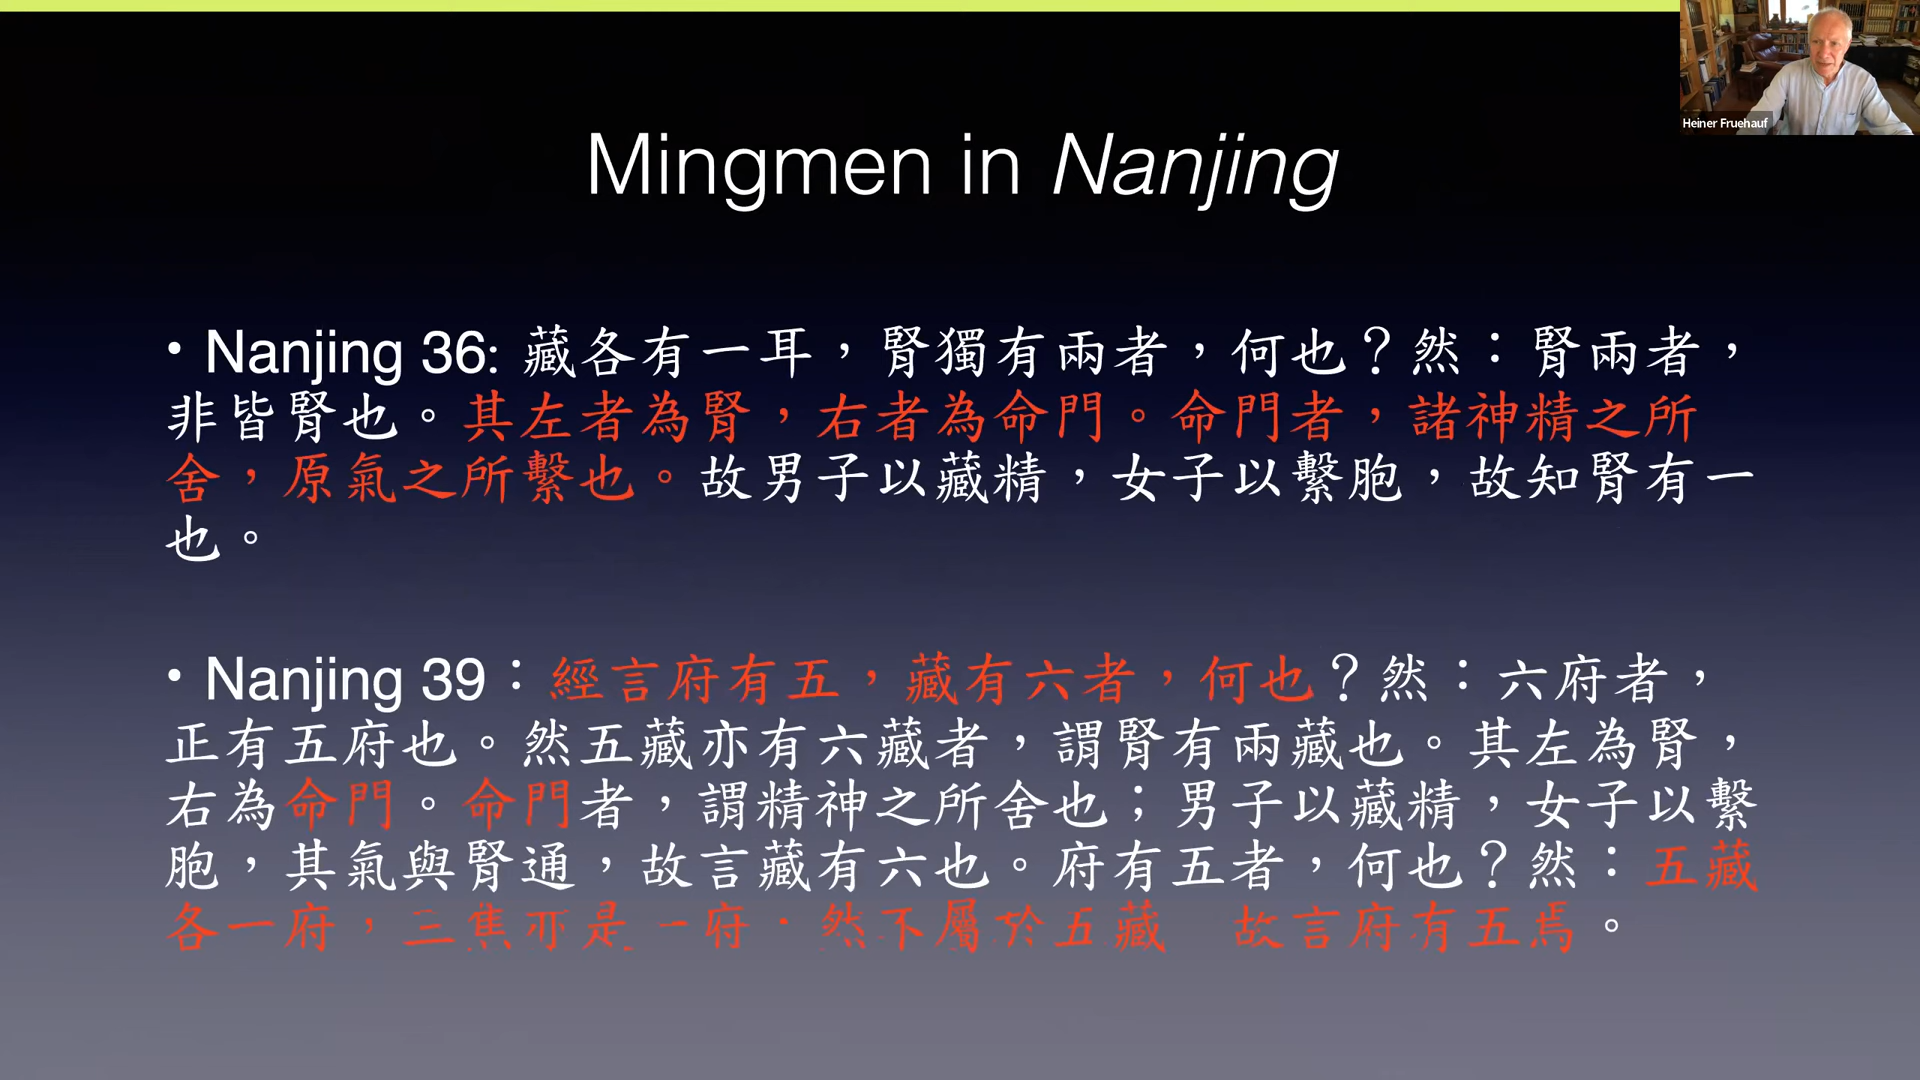 Heiner Fruehauf
Mingmen in Nanjing
• Nanjing 36: 藏各有一耳，腎獨有兩者，何也？然：腎兩者，
非皆腎也。其左者為腎，右者為命門。命門者，諸神精之所
舍，原氣之所繫也。故男子以藏精，女子以繫胞，故知腎有一
也。
• Nanjing 39：經言府有五，藏有六者，何也？然：六府者，
正有五府也。然五藏亦有六藏者，謂腎有兩藏也。其左為腎，
右為命門。命門者，謂精神之所舍也；男子以藏精，女子以繫
胞，其氣與腎通，故言藏有六也。府有五者，何也？然：五藏
各一府，三焦亦是一府，然不屬於五藏，故言府有五焉。